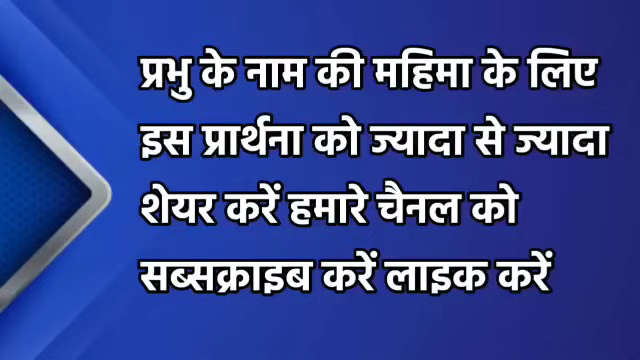 प्रभु के नाम की महिमा के लिए
इस प्रार्थना को ज्यादा से ज्यादा
शेयर करें हमारे चैनल को
सब्सक्राइब करें लाइक करें